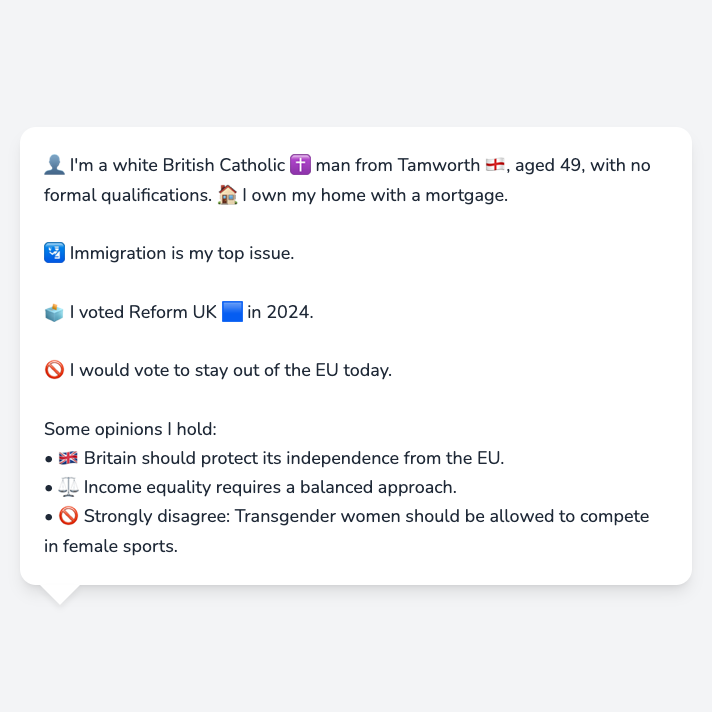 👤 I'm a white British Catholic ✝️ man from Tamworth 🏴󠁧󠁢󠁥󠁮󠁧󠁿, aged 49, with no
formal qualifications. 🏠 I own my home with a mortgage.
🛂 Immigration is my top issue.
🗳️ I voted Reform UK 🟦 in 2024.
🚫 I would vote to stay out of the EU today.
Some opinions I hold:
• 🇬🇧 Britain should protect its independence from the EU.
• ⚖️ Income equality requires a balanced approach.
• 🚫 Strongly disagree: Transgender women should be allowed to compete
in female sports.